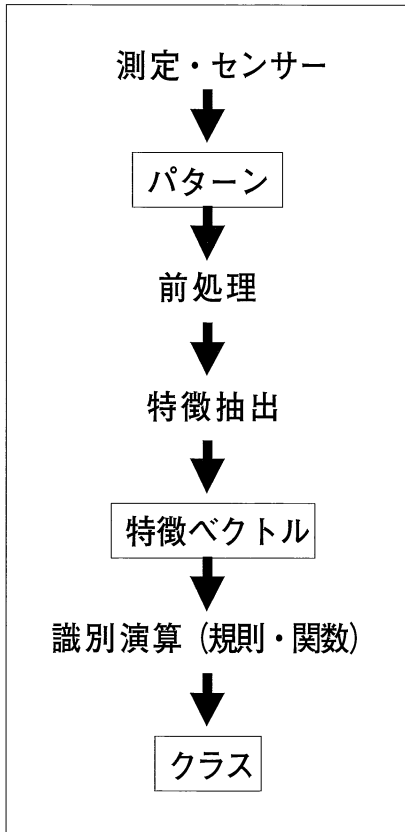 測定・センサー
パターン
前処理
特徴抽出
特徴ベクトル
識別演算（規則・関数）
クラス